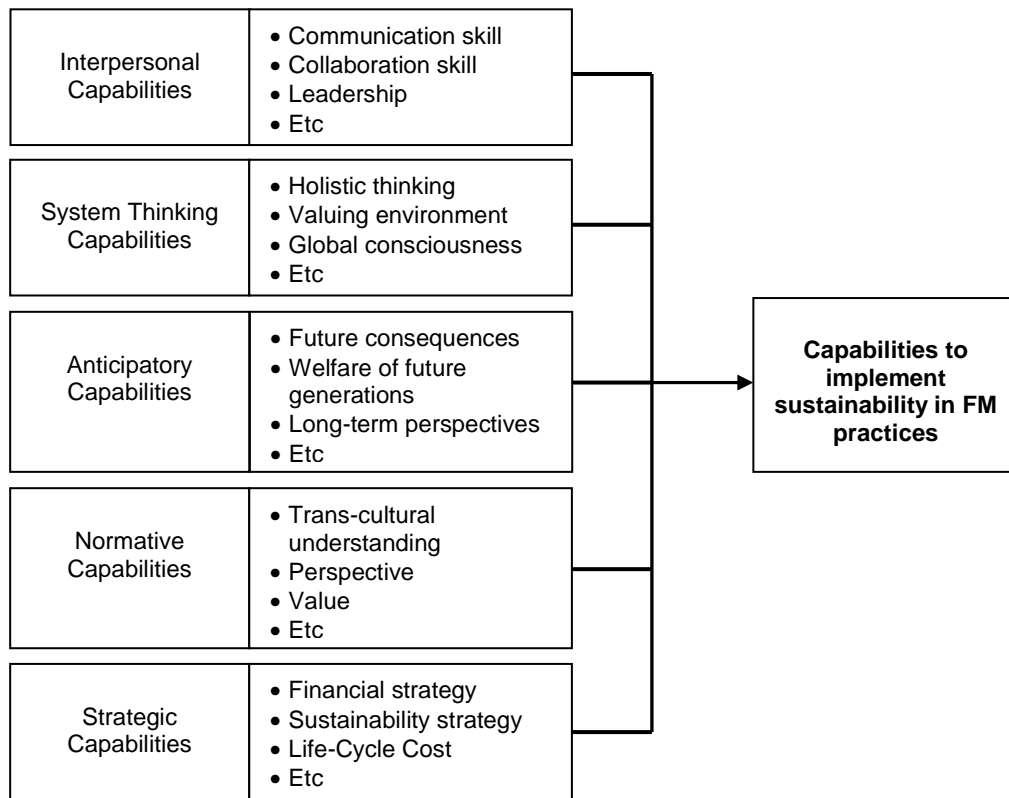 Interpersonal
Capabilities
• Communication skill
• Collaboration skill
• Leadership
• Etc
System Thinking
Capabilities
• Holistic thinking
• Valuing environment
• Global consciousness
• Etc
Anticipatory
Capabilities
• Future consequences
• Welfare of future
generations
• Long-term perspectives
• Etc
Normative
Capabilities
• Trans-cultural
understanding
• Perspective
• Value
• Etc
Strategic
Capabilities
• Financial strategy
• Sustainability strategy
• Life-Cycle Cost
• Etc
Capabilities to
implement
sustainability in FM
practices